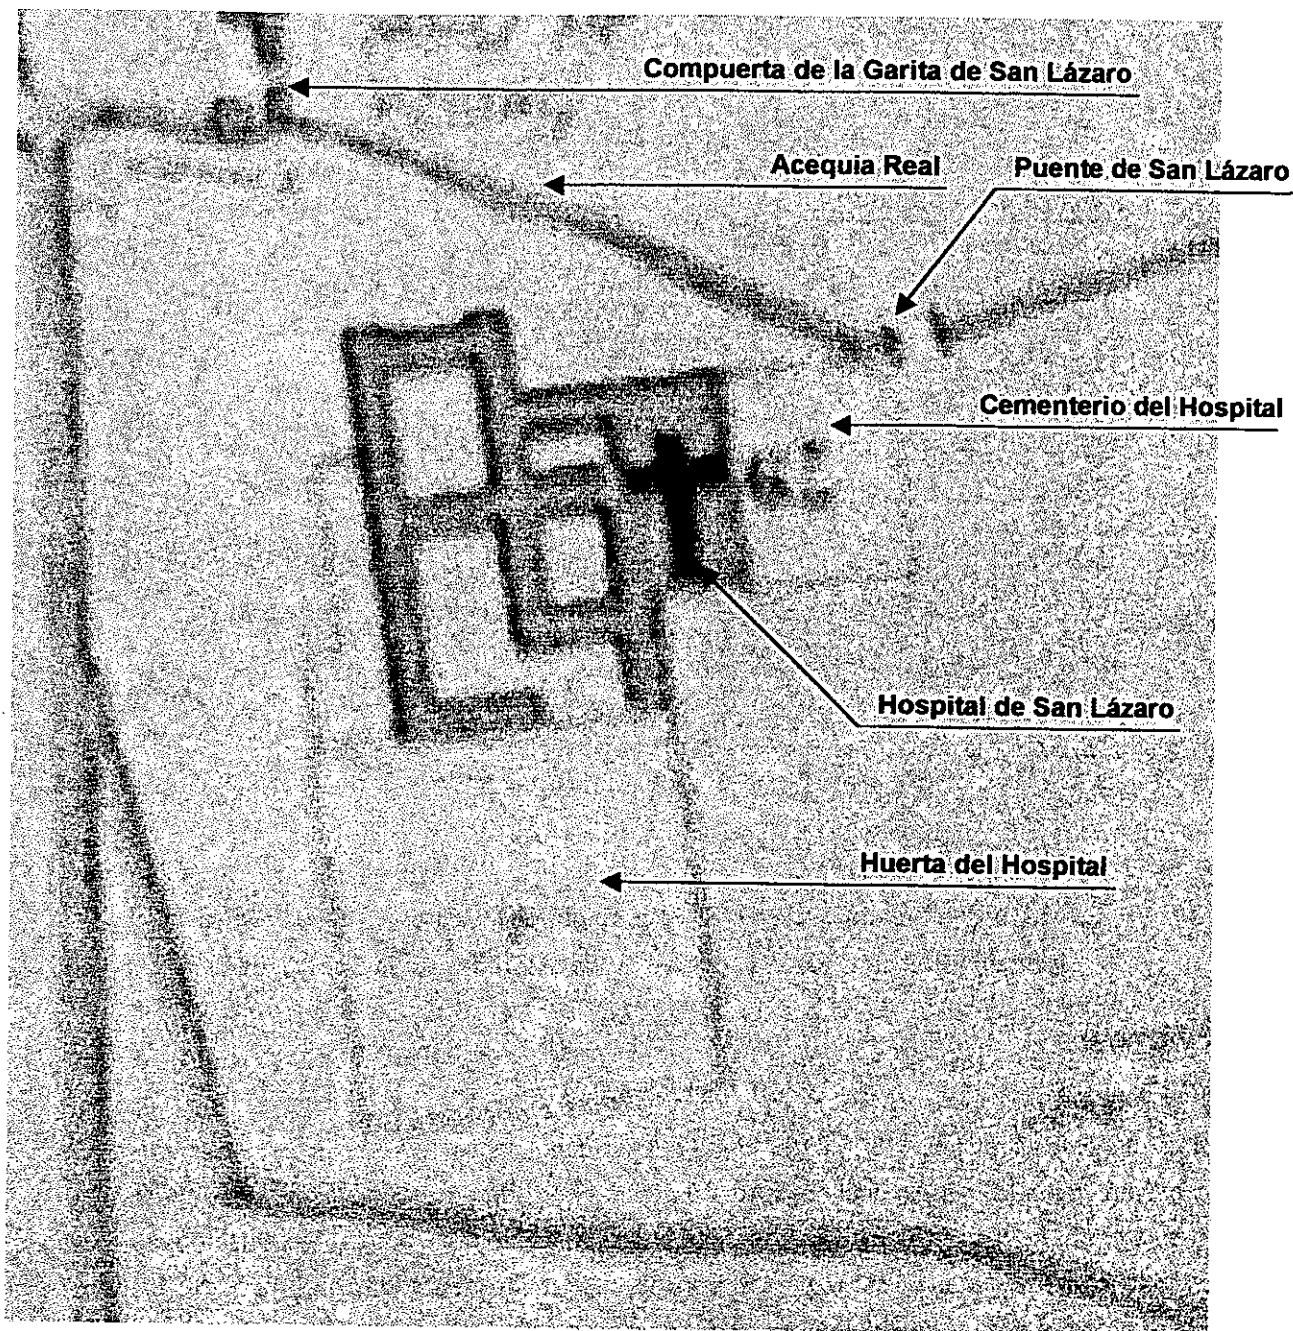 Compuerta de la Garita de San Lázaro
Acequia Real
Puente de San Lázaro
Cementerio del Hospital
Hospital de San Lázaro
Huerta del Hospital